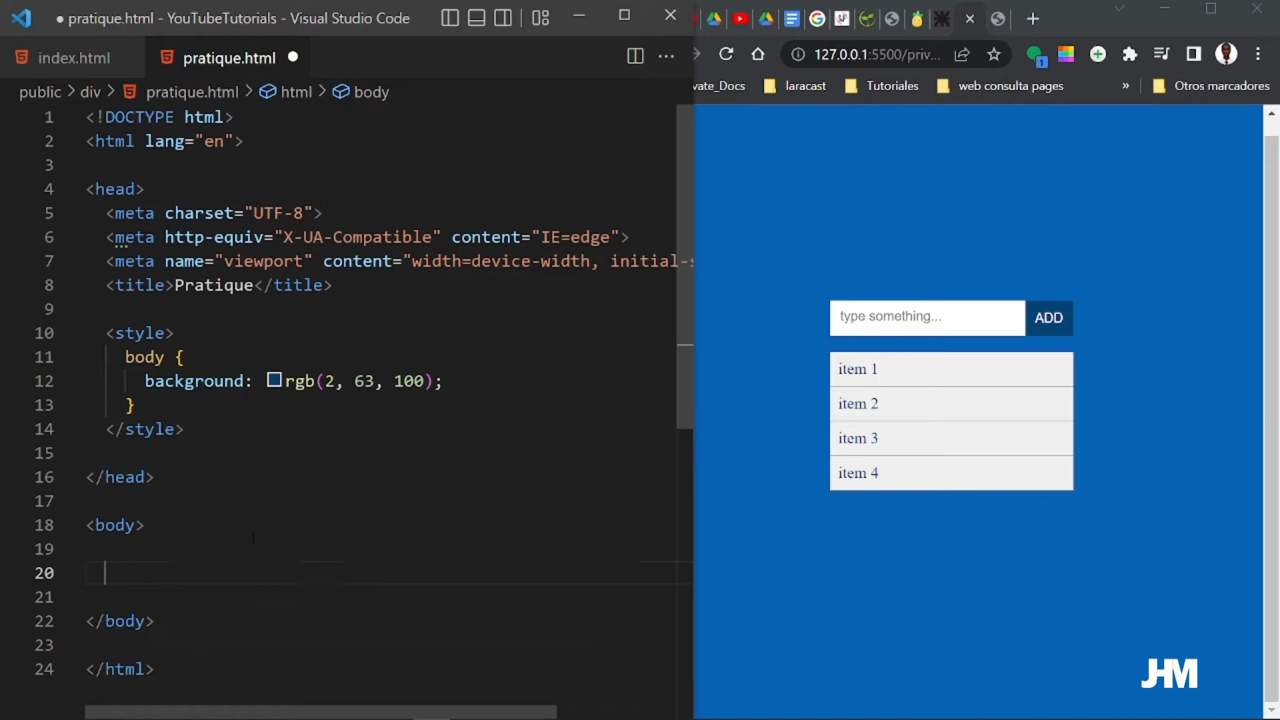 pratique.html - YouTubeTutorials - Visual Studio Code
index.html
pratique.html
public > div > pratique.html > html > body
1 <!DOCTYPE html>
2 <html lang="en">
3
4 <head>
5 <meta charset="UTF-8">
6 <meta http-equiv="X-UA-Compatible" content="IE=edge">
7 <meta name="viewport" content="width=device-width, initial-s
8 <title>Pratique</title>
9
10 <style>
11 body {
12 background: rgb(2, 63, 100);
13 }
14 </style>
15
16 </head>
17
18 <body>
19
20
21
22 </body>
23
24 </html>
127.0.0.1:5500/priv...
1
vate_Docs
laracast
Tutoriales
web consulta pages
»
Otros marcadores
type something...
ADD
item 1
item 2
item 3
item 4
JHM